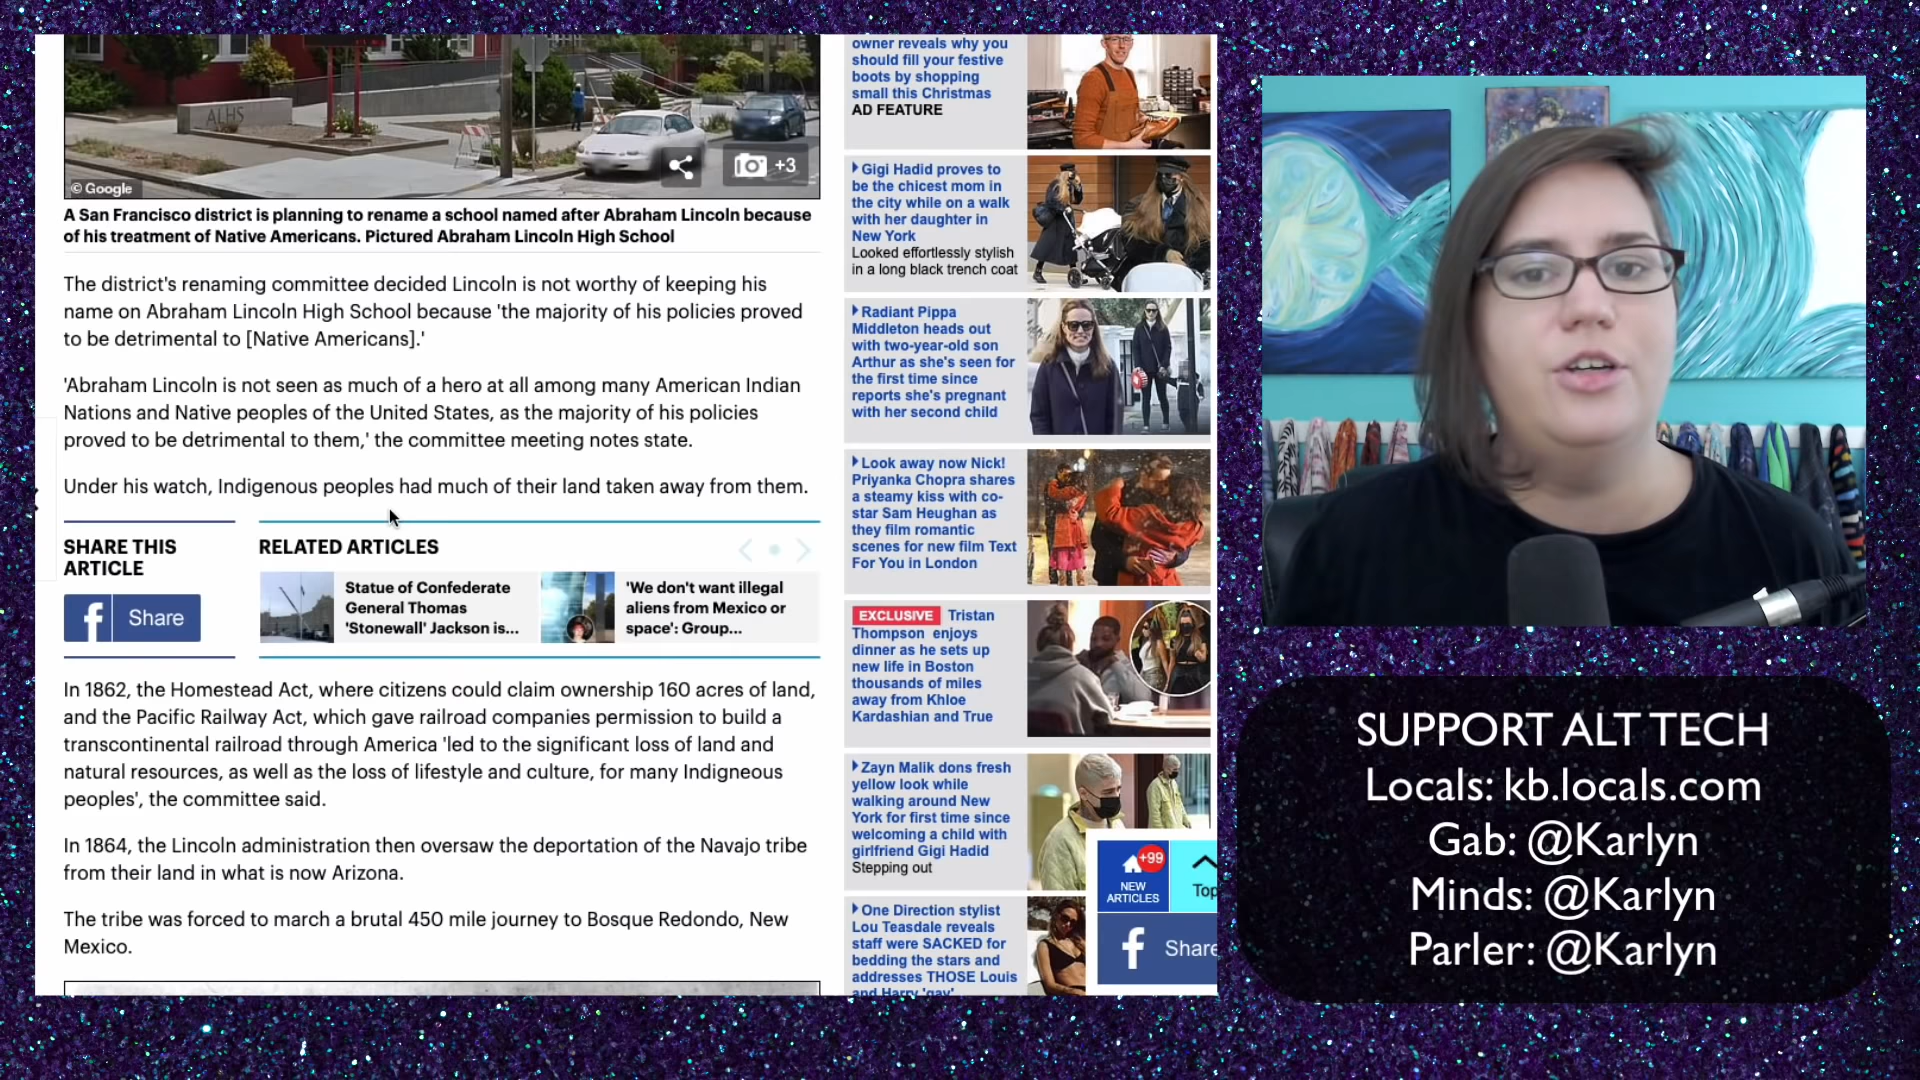 ALHS
+3
© Google
A San Francisco district is planning to rename a school named after Abraham Lincoln because
of his treatment of Native Americans. Pictured Abraham Lincoln High School
The district's renaming committee decided Lincoln is not worthy of keeping his
name on Abraham Lincoln High School because 'the majority of his policies proved
to be detrimental to [Native Americans].'
'Abraham Lincoln is not seen as much of a hero at all among many American Indian
Nations and Native peoples of the United States, as the majority of his policies
proved to be detrimental to them,' the committee meeting notes state.
Under his watch, Indigenous peoples had much of their land taken away from them.
SHARE THIS
ARTICLE
Share
RELATED ARTICLES
Statue of Confederate
General Thomas
'Stonewall' Jackson is...
'We don't want illegal
aliens from Mexico or
space': Group...
In 1862, the Homestead Act, where citizens could claim ownership 160 acres of land,
and the Pacific Railway Act, which gave railroad companies permission to build a
transcontinental railroad through America 'led to the significant loss of land and
natural resources, as well as the loss of lifestyle and culture, for many Indigneous
peoples', the committee said.
In 1864, the Lincoln administration then oversaw the deportation of the Navajo tribe
from their land in what is now Arizona.
The tribe was forced to march a brutal 450 mile journey to Bosque Redondo, New
Mexico.
owner reveals why you
should fill your festive
boots by shopping
small this Christmas
AD FEATURE
Gigi Hadid proves to
be the chicest mom in
the city while on a walk
with her daughter in
New York
Looked effortlessly stylish
in a long black trench coat
Radiant Pippa
Middleton heads out
with two-year-old son
Arthur as she's seen for
the first time since
reports she's pregnant
with her second child
Look away now Nick!
Priyanka Chopra shares
a steamy kiss with co-
star Sam Heughan as
they film romantic
scenes for new film Text
For You in London
EXCLUSIVE Tristan
Thompson enjoys
dinner as he sets up
new life in Boston
thousands of miles
away from Khloe
Kardashian and True
Zayn Malik dons fresh
yellow look while
walking around New
York for first time since
welcoming a child with
girlfriend Gigi Hadid
Stepping out
One Direction stylist
Lou Teasdale reveals
staff were SACKED for
bedding the stars and
addresses THOSE Louis
and Harry 'gay'
+99
NEW
ARTICLES
Top
Share
SUPPORT ALT TECH
Locals: kb.locals.com
Gab: @Karlyn
Minds: @Karlyn
Parler: @Karlyn